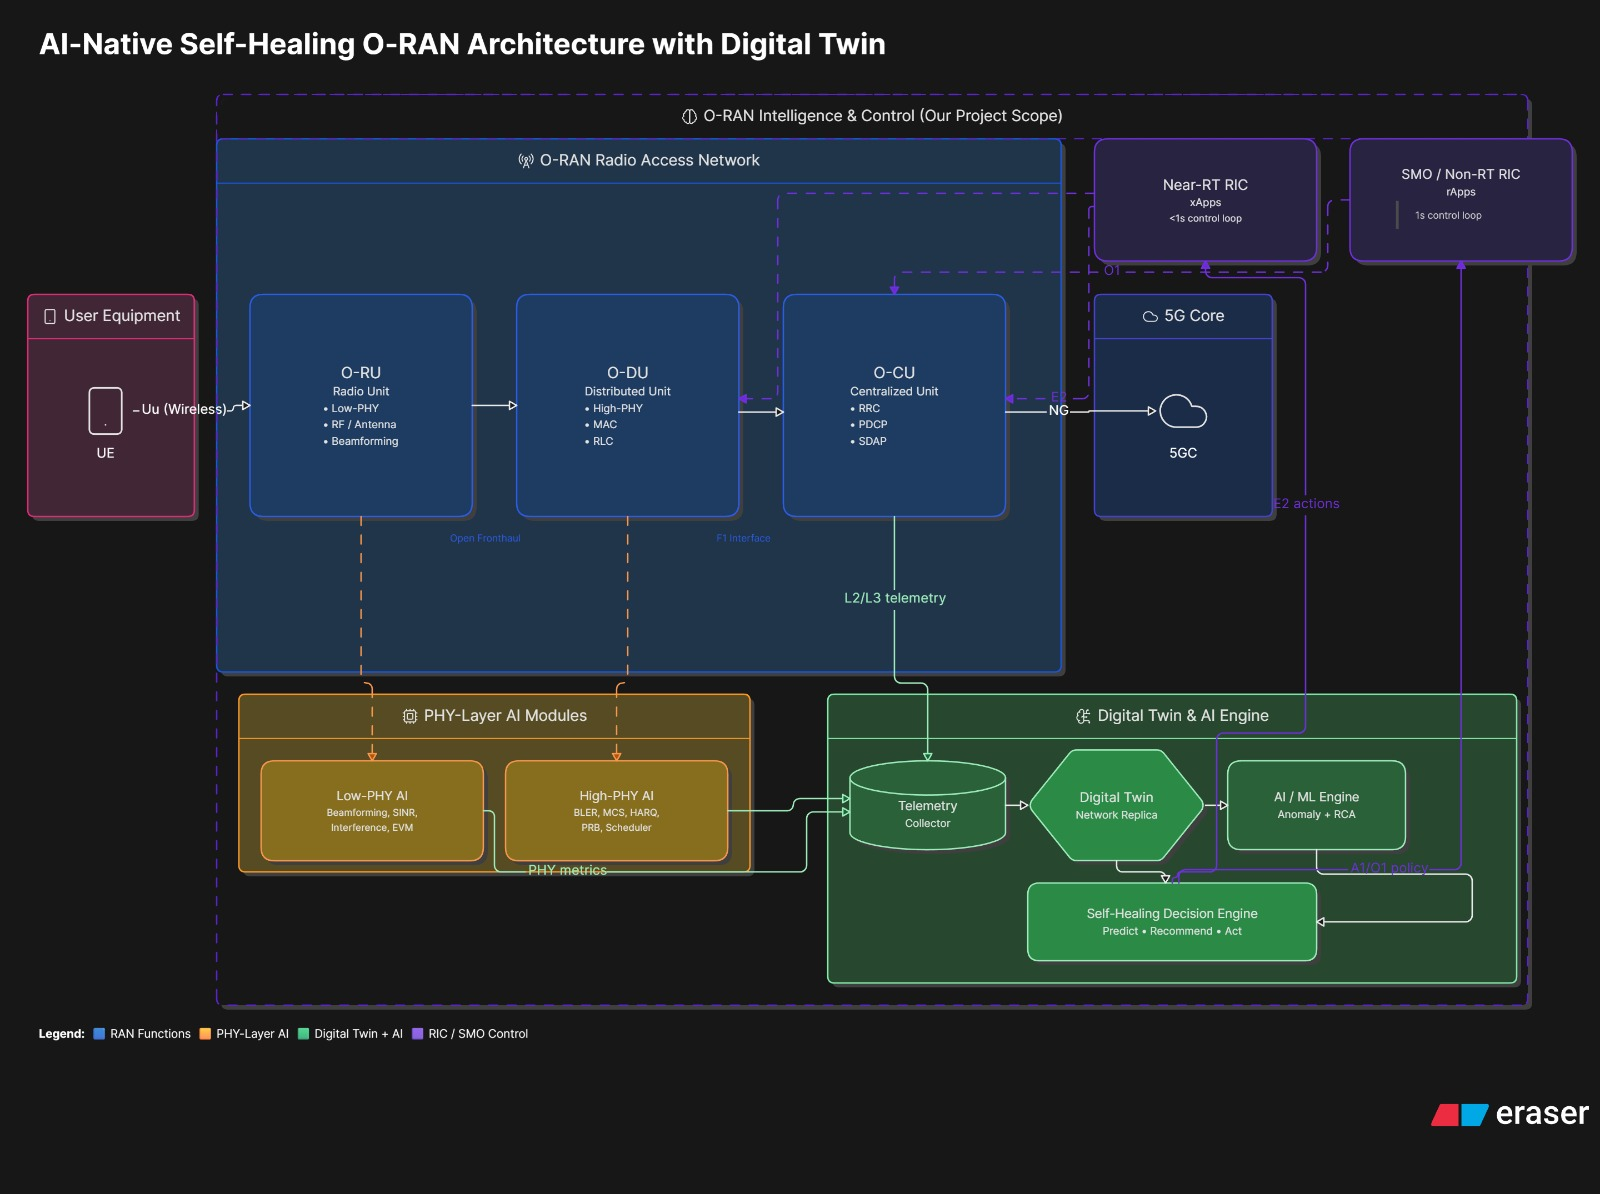 AI-Native Self-Healing O-RAN Architecture with Digital Twin
O-RAN Intelligence & Control (Our Project Scope)
O-RAN Radio Access Network
Near-RT RIC
xApps
<1s control loop
SMO / Non-RT RIC
rApps
1s control loop
O1
User Equipment
UE
Uu (Wireless)
O-RU
Radio Unit
• Low-PHY
• RF / Antenna
• Beamforming
O-DU
Distributed Unit
• High-PHY
• MAC
• RLC
O-CU
Centralized Unit
• RRC
• PDCP
• SDAP
E2
NG
5G Core
5GC
E2 actions
Open Fronthaul
F1 Interface
L2/L3 telemetry
PHY-Layer AI Modules
Low-PHY AI
Beamforming, SINR,
Interference, EVM
High-PHY AI
BLER, MCS, HARQ,
PRB, Scheduler
PHY metrics
Digital Twin & AI Engine
Telemetry
Collector
Digital Twin
Network Replica
AI / ML Engine
Anomaly + RCA
A1/O1 policy
Self-Healing Decision Engine
Predict • Recommend • Act
Legend: RAN Functions PHY-Layer AI Digital Twin + AI RIC / SMO Control
eraser